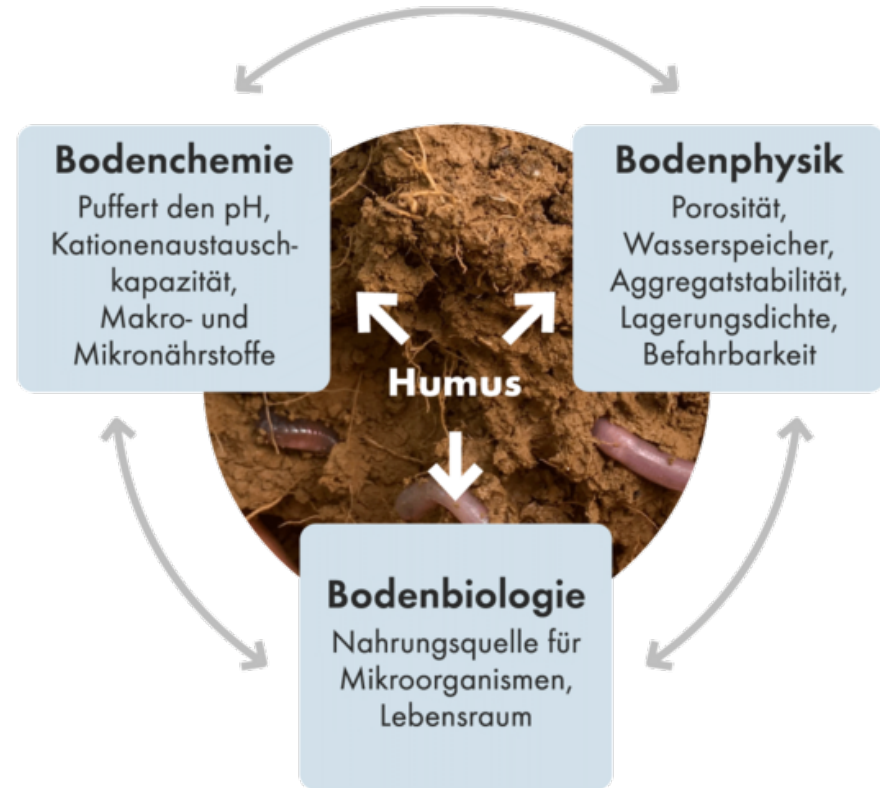 Bodenchemie
Puffert den pH,
Kationenaustausch-
kapazität,
Makro- und
Mikronährstoffe
Bodenphysik
Porosität,
Wasserspeicher,
Aggregatstabilität,
Lagerungsdichte,
Befahrbarkeit
Humus
Bodenbiologie
Nahrungsquelle für
Mikroorganismen,
Lebensraum